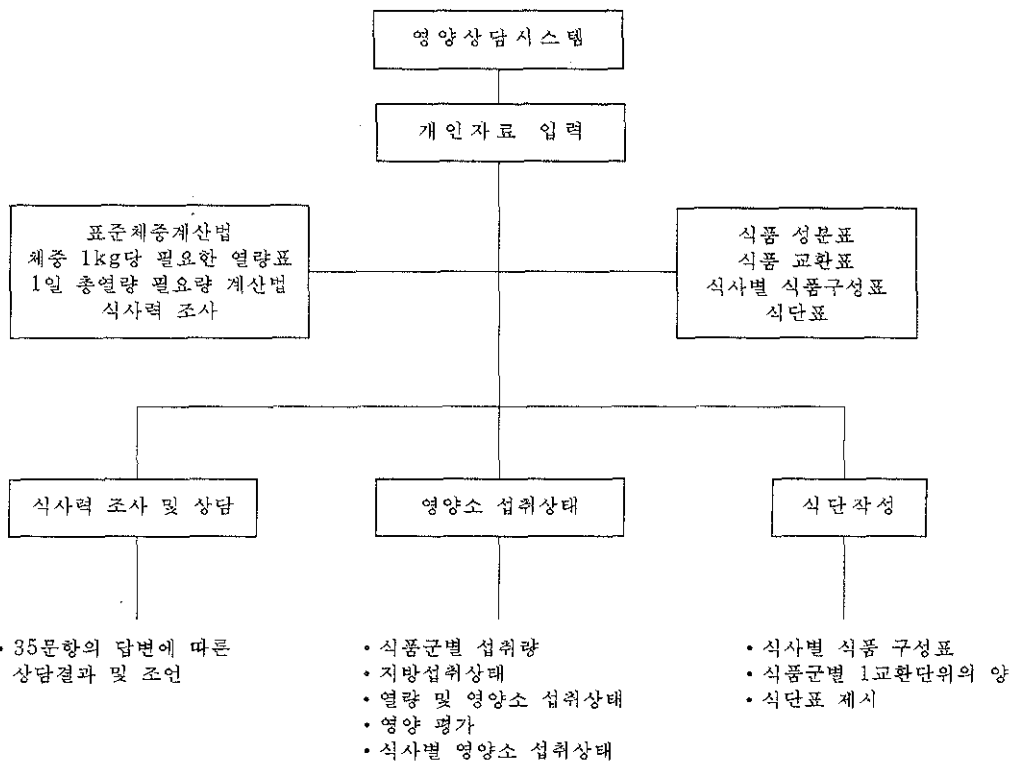 영양상담시스템
개인자료 입력
표준체중계산법
체중 1kg당 필요한 열량표
1일 총열량 필요량 계산법
식사력 조사
식품 성분표
식품 교환표
식사별 식품구성표
식단표
식사력 조사 및 상담
영양소 섭취상태
식단작성
• 35문항의 답변에 따른
상담결과 및 조언
• 식품군별 섭취량
• 지방섭취상태
• 열량 및 영양소 섭취상태
• 영양 평가
• 식사별 영양소 섭취상태
• 식사별 식품 구성표
• 식품군별 1교환단위의 양
• 식단표 제시